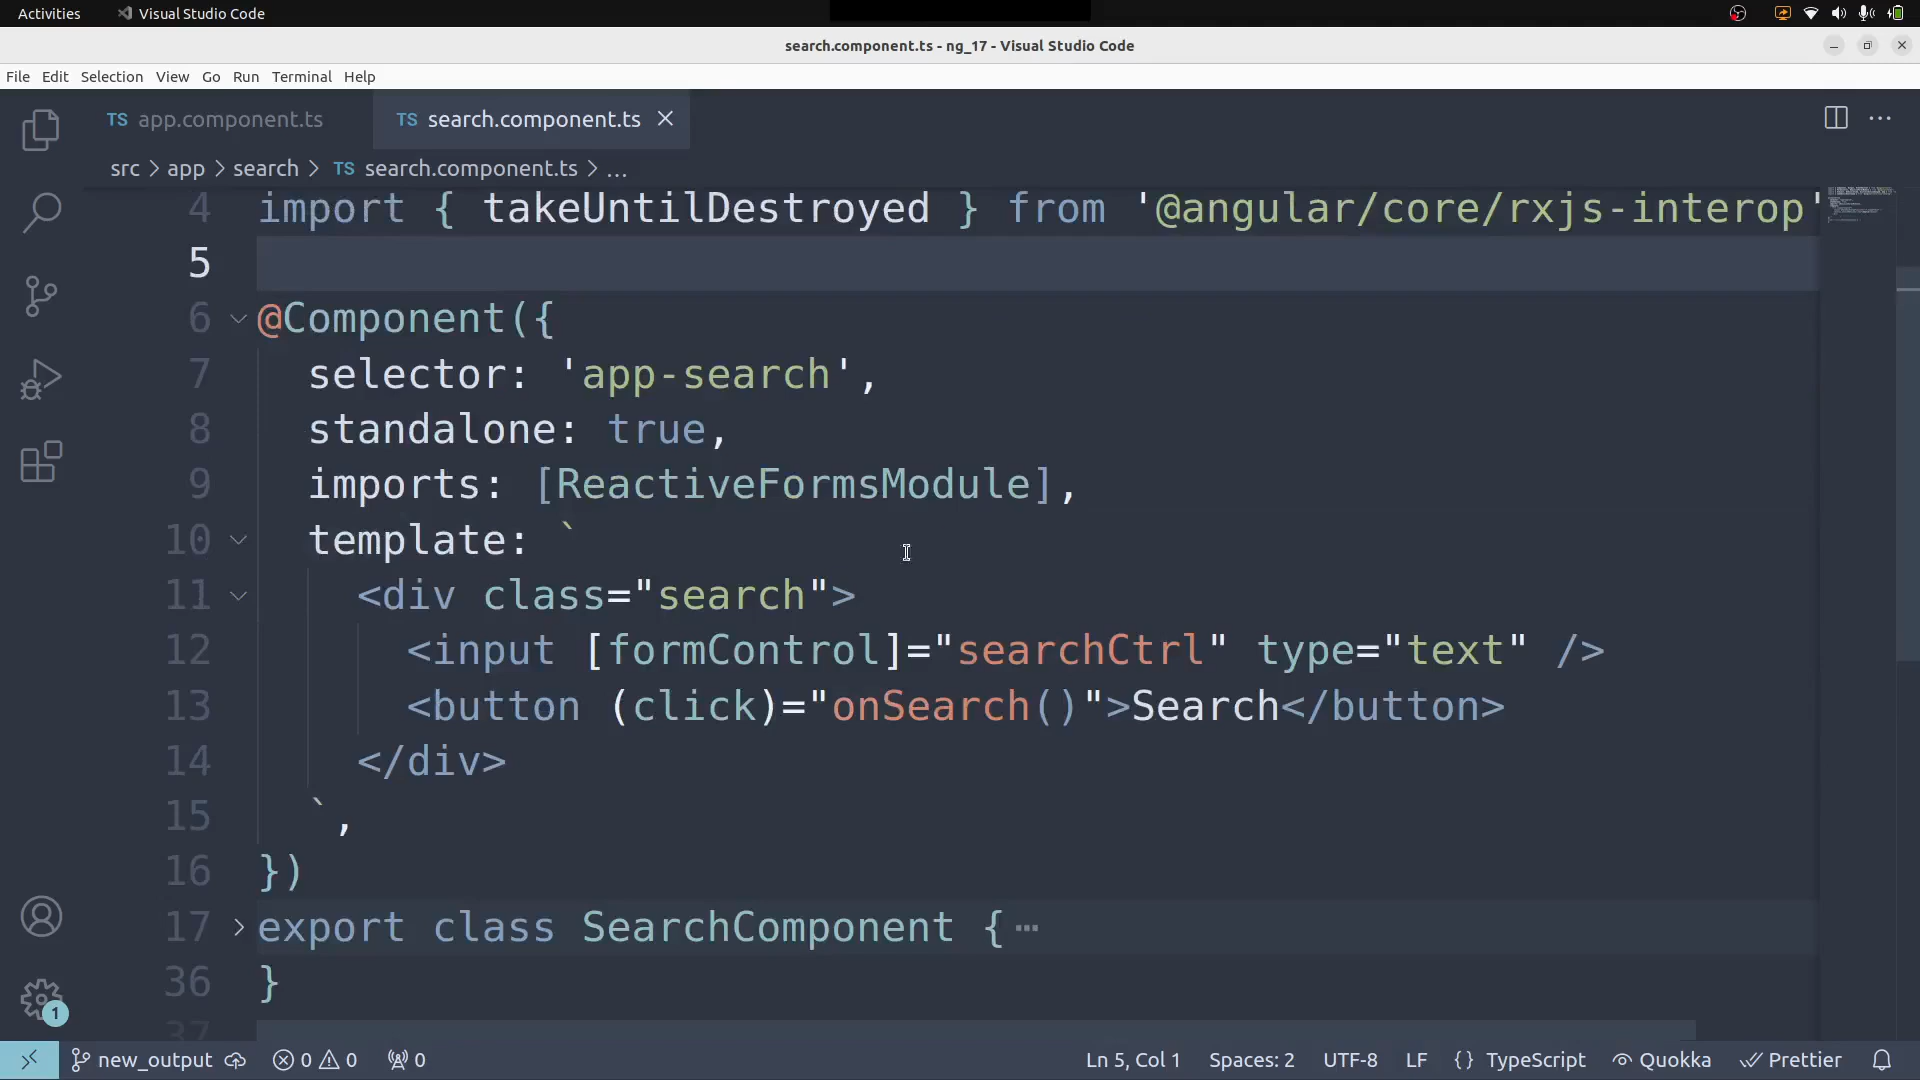 Activities Visual Studio Code
search.component.ts - ng_17 - Visual Studio Code
File Edit Selection View Go Run Terminal Help
TS app.component.ts TS search.component.ts
src > app > search > TS search.component.ts > ...
4 import { takeUntilDestroyed } from '@angular/core/rxjs-interop'
5
6 @Component({
7 selector: 'app-search',
8 standalone: true,
9 imports: [ReactiveFormsModule],
10 template: `
11 <div class="search">
12 <input [formControl]="searchCtrl" type="text" />
13 <button (click)="onSearch()">Search</button>
14 </div>
15 `,
16 })
17 export class SearchComponent { ⋯
36 }
37
1
new_output 0 0 0 Ln 5, Col 1 Spaces: 2 UTF-8 LF { } TypeScript Quokka Prettier